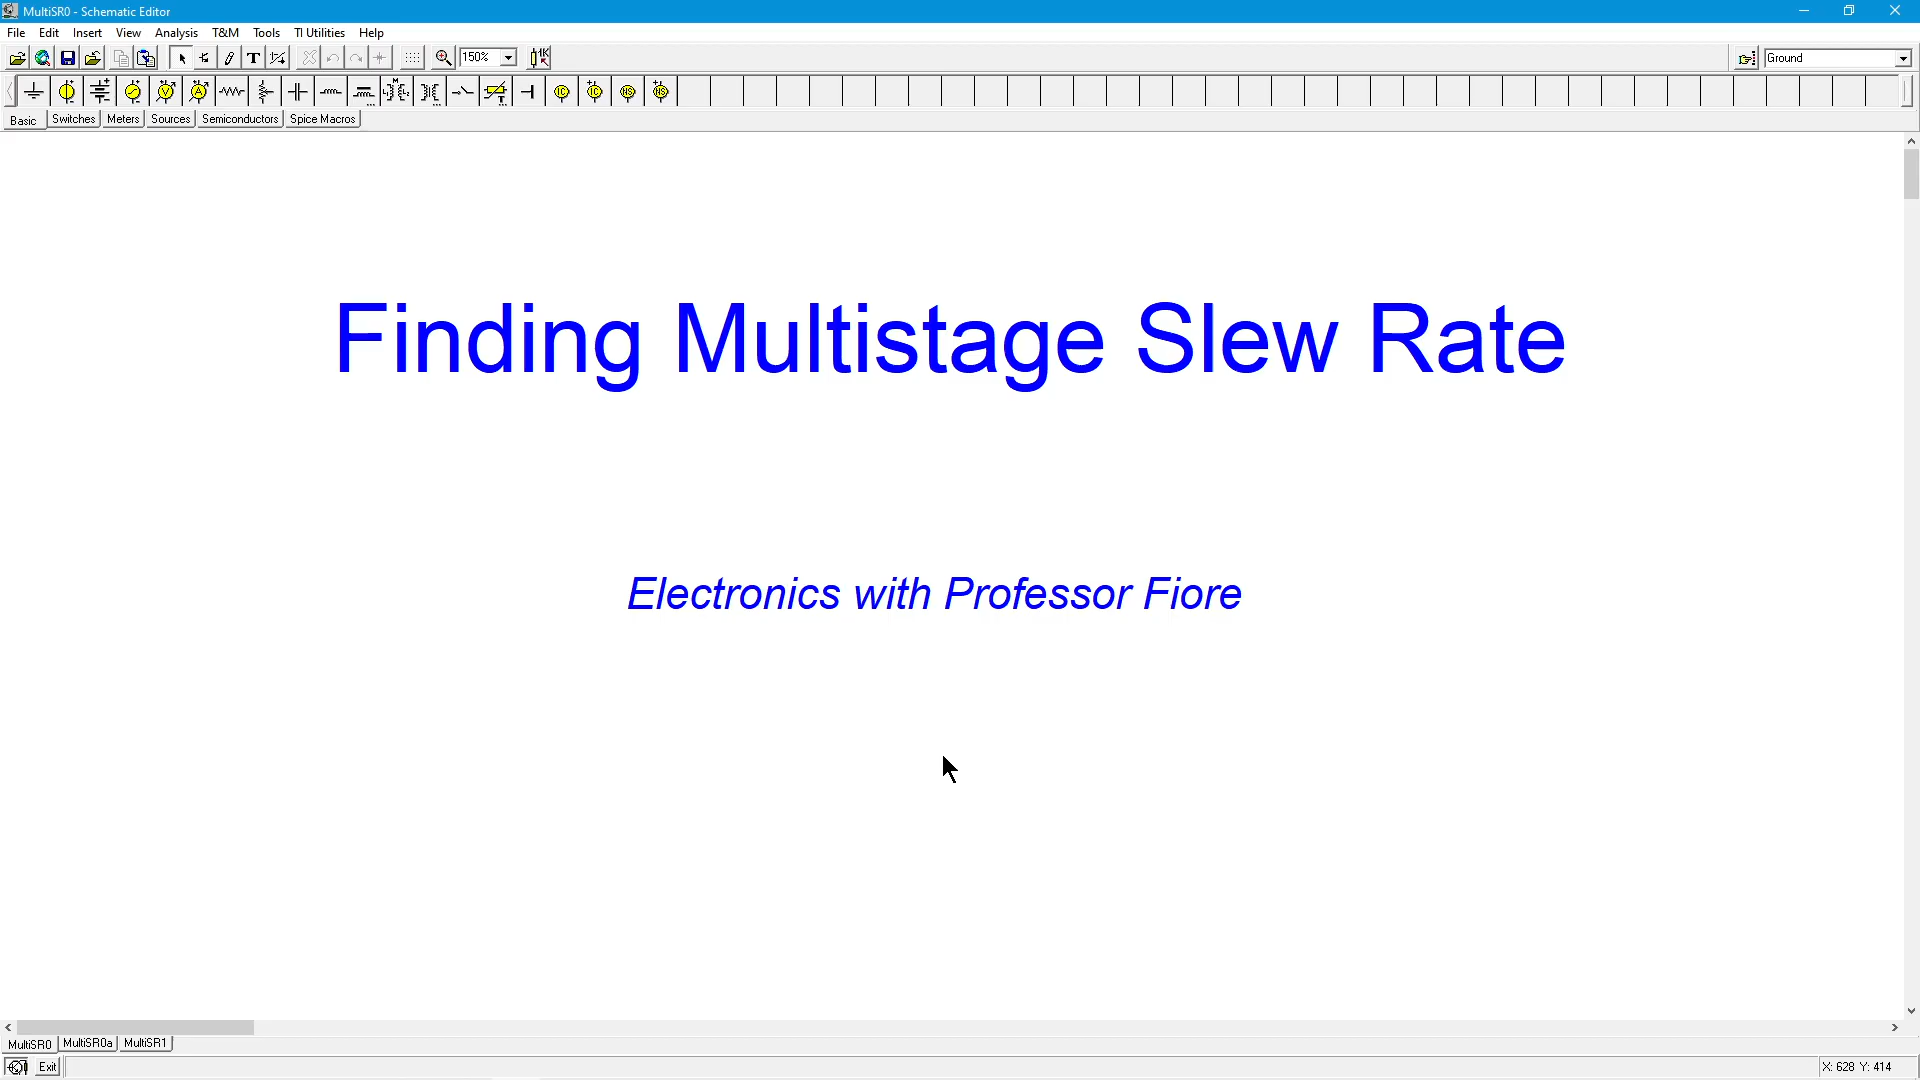 MultiSR0 - Schematic Editor
File Edit Insert View Analysis T&M Tools TI Utilities Help
150%
1K
Ground
Basic Switches Meters Sources Semiconductors Spice Macros
Finding Multistage Slew Rate
Electronics with Professor Fiore
MultiSR0 MultiSR0a MultiSR1
Exit
X: 628 Y: 414